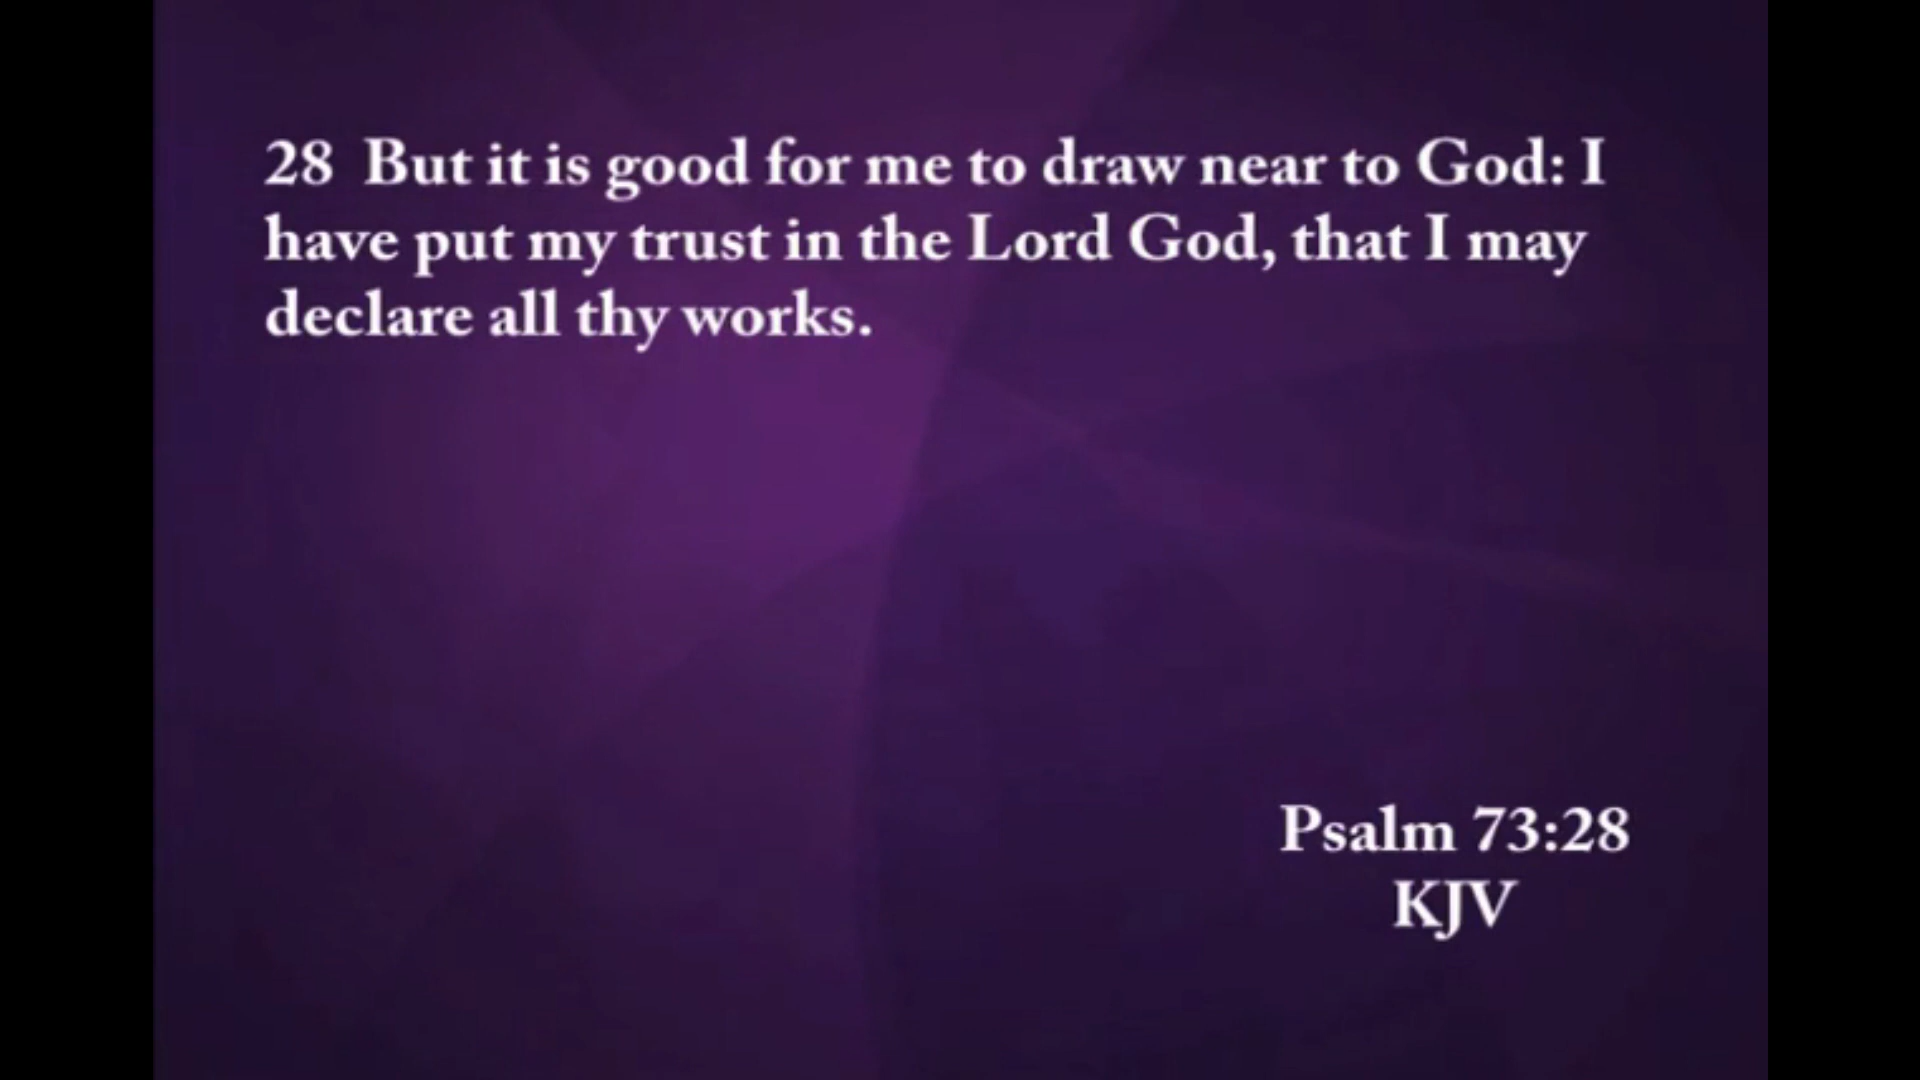 28 But it is good for me to draw near to God: I
have put my trust in the Lord God, that I may
declare all thy works.
Psalm 73:28
KJV